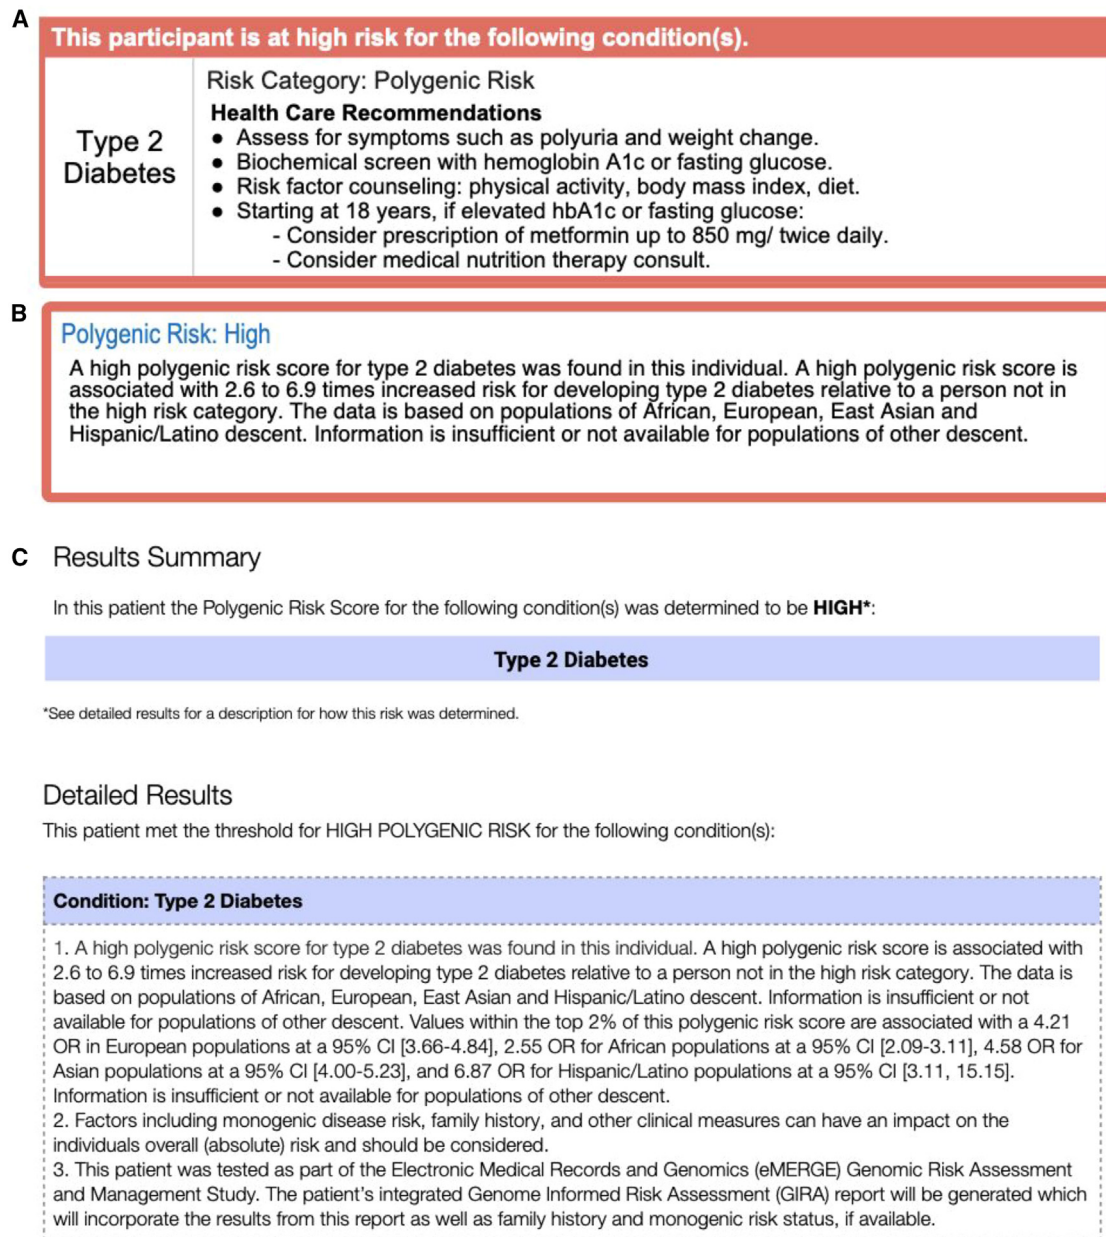 A
This participant is at high risk for the following condition(s).
Type 2
Diabetes
Risk Category: Polygenic Risk
Health Care Recommendations
● Assess for symptoms such as polyuria and weight change.
● Biochemical screen with hemoglobin A1c or fasting glucose.
● Risk factor counseling: physical activity, body mass index, diet.
● Starting at 18 years, if elevated hbA1c or fasting glucose:
- Consider prescription of metformin up to 850 mg/ twice daily.
- Consider medical nutrition therapy consult.
B
Polygenic Risk: High
A high polygenic risk score for type 2 diabetes was found in this individual. A high polygenic risk score is
associated with 2.6 to 6.9 times increased risk for developing type 2 diabetes relative to a person not in
the high risk category. The data is based on populations of African, European, East Asian and
Hispanic/Latino descent. Information is insufficient or not available for populations of other descent.
C
Results Summary
In this patient the Polygenic Risk Score for the following condition(s) was determined to be HIGH*:
Type 2 Diabetes
*See detailed results for a description for how this risk was determined.
Detailed Results
This patient met the threshold for HIGH POLYGENIC RISK for the following condition(s):
Condition: Type 2 Diabetes
1. A high polygenic risk score for type 2 diabetes was found in this individual. A high polygenic risk score is associated with
2.6 to 6.9 times increased risk for developing type 2 diabetes relative to a person not in the high risk category. The data is
based on populations of African, European, East Asian and Hispanic/Latino descent. Information is insufficient or not
available for populations of other descent. Values within the top 2% of this polygenic risk score are associated with a 4.21
OR in European populations at a 95% CI [3.66-4.84], 2.55 OR for African populations at a 95% CI [2.09-3.11], 4.58 OR for
Asian populations at a 95% CI [4.00-5.23], and 6.87 OR for Hispanic/Latino populations at a 95% CI [3.11, 15.15].
Information is insufficient or not available for populations of other descent.
2. Factors including monogenic disease risk, family history, and other clinical measures can have an impact on the
individuals overall (absolute) risk and should be considered.
3. This patient was tested as part of the Electronic Medical Records and Genomics (eMERGE) Genomic Risk Assessment
and Management Study. The patient's integrated Genome Informed Risk Assessment (GIRA) report will be generated which
will incorporate the results from this report as well as family history and monogenic risk status, if available.